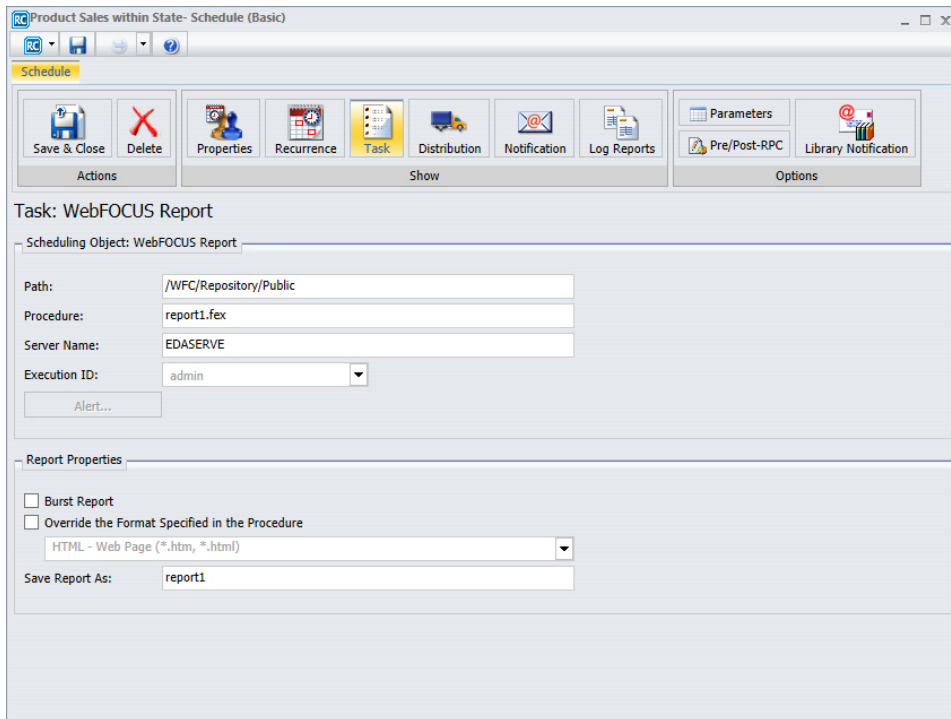 RC Product Sales within State- Schedule (Basic)
RC
Schedule
Save & Close Delete Properties Recurrence Task Distribution Notification Log Reports Parameters Pre/Post-RPC Library Notification
Actions Show Options
Task: WebFOCUS Report
Scheduling Object: WebFOCUS Report
Path: /WFC/Repository/Public
Procedure: report1.fex
Server Name: EDASERVE
Execution ID: admin
Alert...
Report Properties
Burst Report
Override the Format Specified in the Procedure
HTML - Web Page (*.htm, *.html)
Save Report As: report1